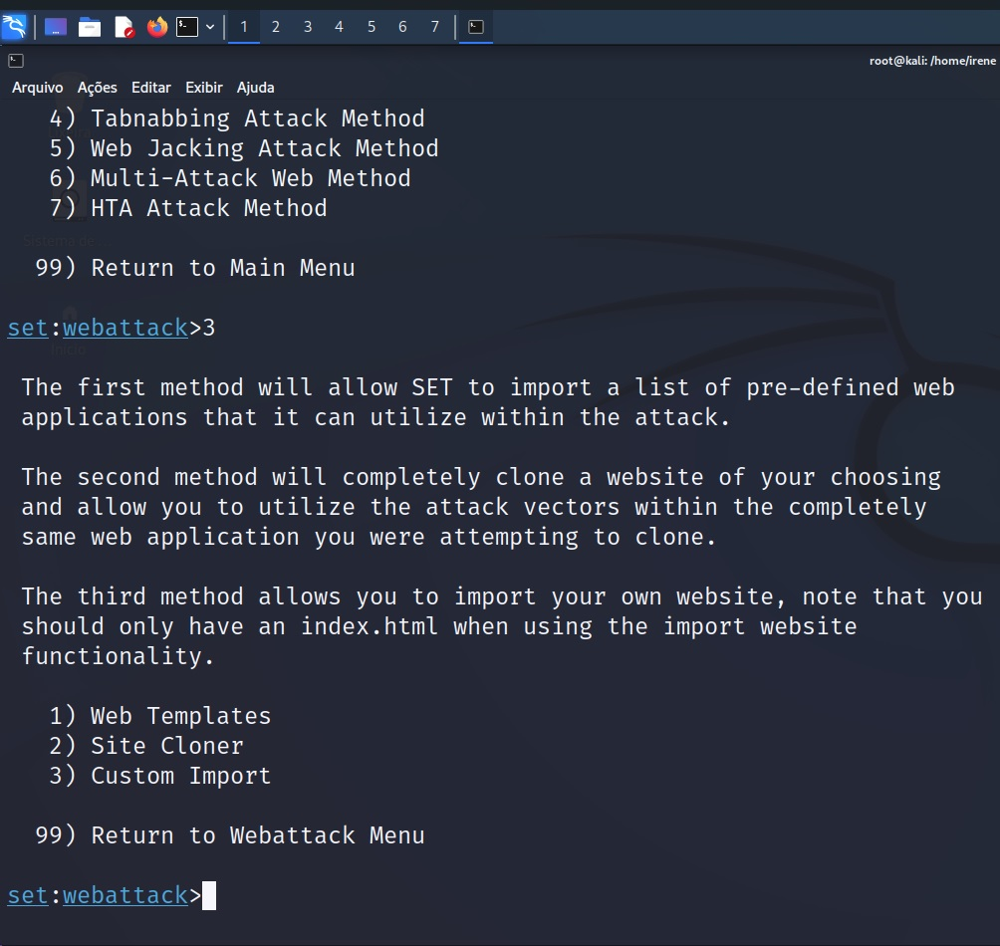 1 2 3 4 5 6 7
root@kali: /home/irene
Arquivo Ações Editar Exibir Ajuda
4) Tabnabbing Attack Method
5) Web Jacking Attack Method
6) Multi-Attack Web Method
7) HTA Attack Method
Sistema de ...
99) Return to Main Menu
set:webattack>3
Início
The first method will allow SET to import a list of pre-defined web
applications that it can utilize within the attack.
The second method will completely clone a website of your choosing
and allow you to utilize the attack vectors within the completely
same web application you were attempting to clone.
The third method allows you to import your own website, note that you
should only have an index.html when using the import website
functionality.
1) Web Templates
2) Site Cloner
3) Custom Import
99) Return to Webattack Menu
set:webattack>